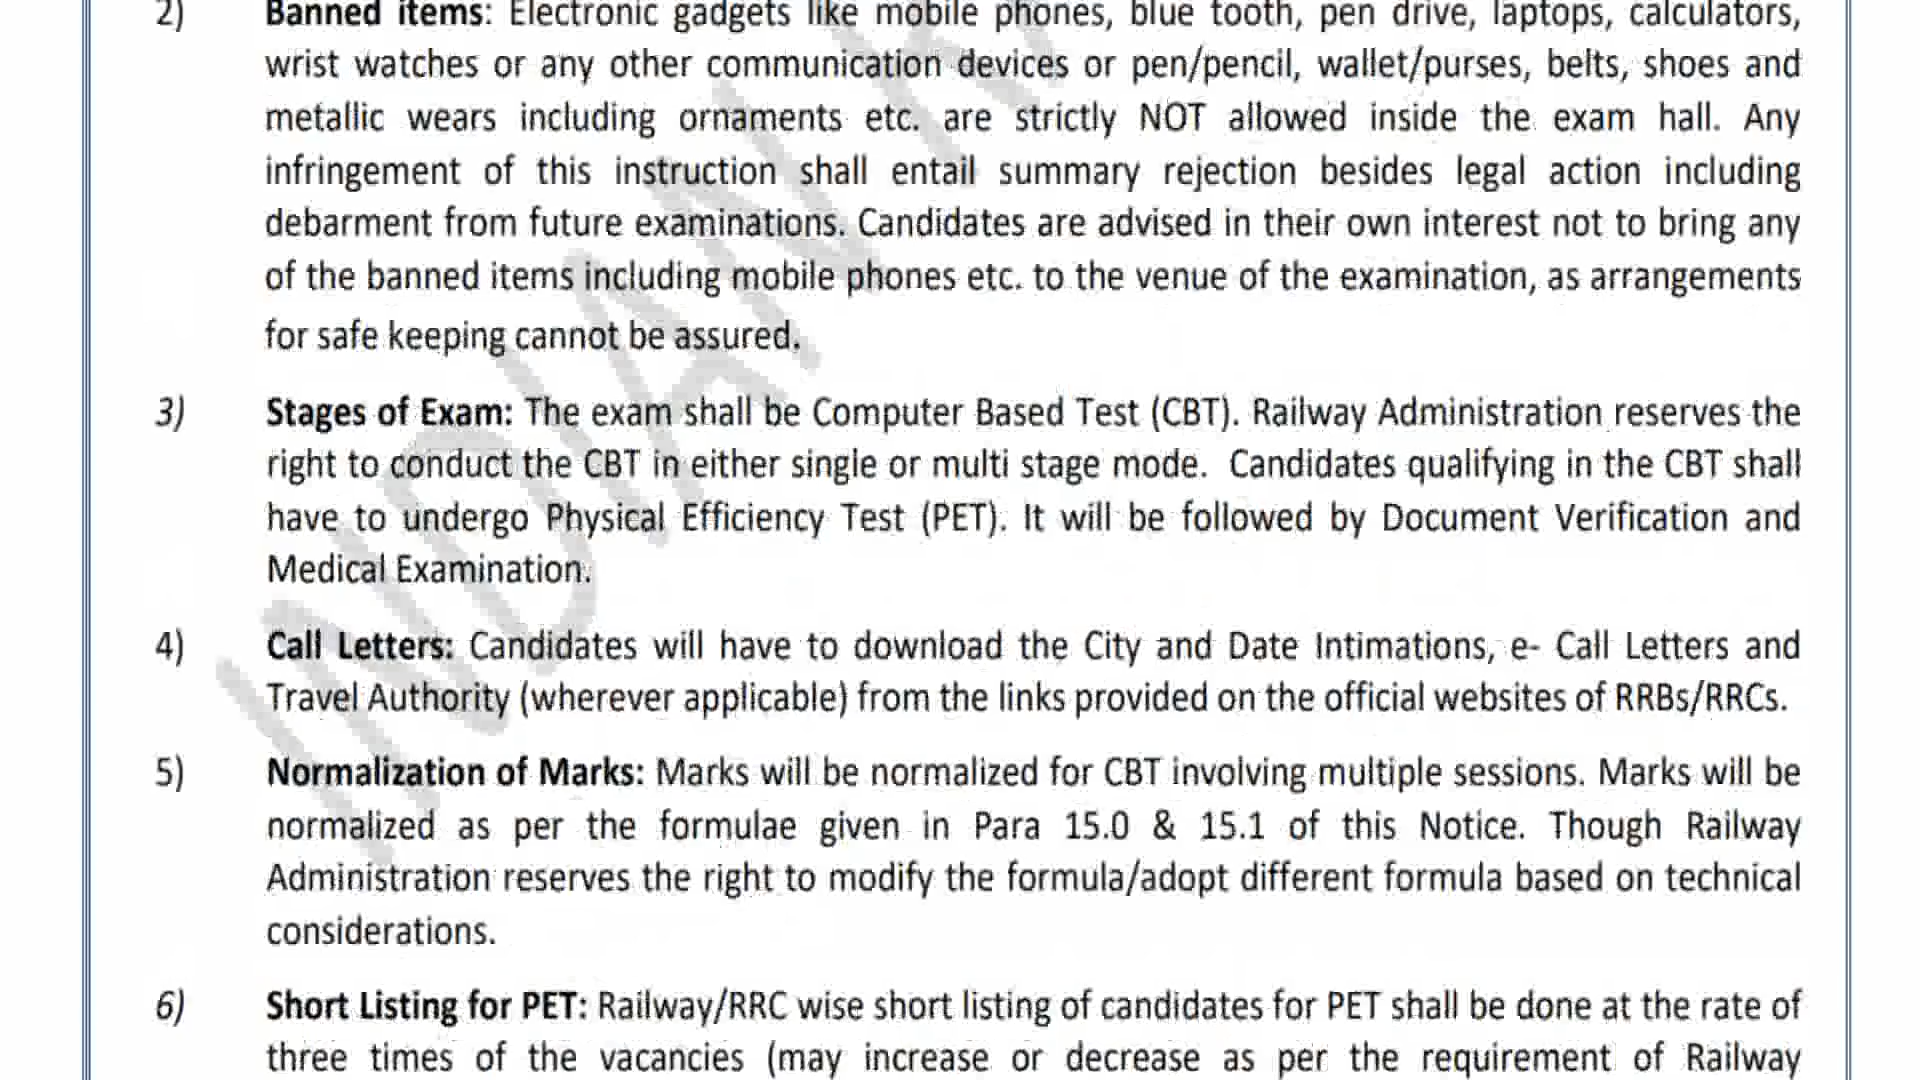 2) Banned items: Electronic gadgets like mobile phones, blue tooth, pen drive, laptops, calculators,
wrist watches or any other communication devices or pen/pencil, wallet/purses, belts, shoes and
metallic wears including ornaments etc. are strictly NOT allowed inside the exam hall. Any
infringement of this instruction shall entail summary rejection besides legal action including
debarment from future examinations. Candidates are advised in their own interest not to bring any
of the banned items including mobile phones etc. to the venue of the examination, as arrangements
for safe keeping cannot be assured.
3) Stages of Exam: The exam shall be Computer Based Test (CBT). Railway Administration reserves the
right to conduct the CBT in either single or multi stage mode. Candidates qualifying in the CBT shall
have to undergo Physical Efficiency Test (PET). It will be followed by Document Verification and
Medical Examination.
4) Call Letters: Candidates will have to download the City and Date Intimations, e- Call Letters and
Travel Authority (wherever applicable) from the links provided on the official websites of RRBs/RRCs.
5) Normalization of Marks: Marks will be normalized for CBT involving multiple sessions. Marks will be
normalized as per the formulae given in Para 15.0 & 15.1 of this Notice. Though Railway
Administration reserves the right to modify the formula/adopt different formula based on technical
considerations.
6) Short Listing for PET: Railway/RRC wise short listing of candidates for PET shall be done at the rate of
three times of the vacancies (may increase or decrease as per the requirement of Railway
INDIAN